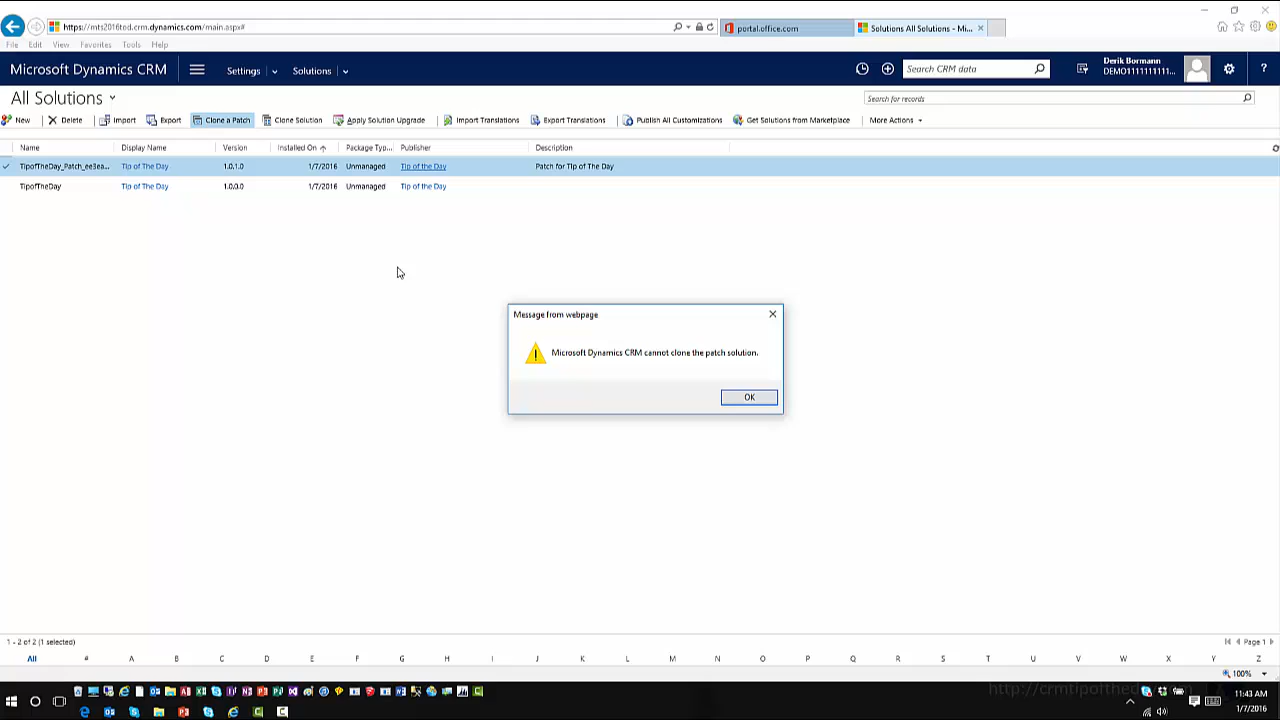 https://mts2016tod.crm.dynamics.com/main.aspx#
portal.office.com
Solutions All Solutions - Mi...
File Edit View Favorites Tools Help
Microsoft Dynamics CRM
Settings
Solutions
Search CRM data
Derik Bormann
DEMO1111111111...
?
All Solutions
Search for records
New
Delete
Import
Export
Clone a Patch
Clone Solution
Apply Solution Upgrade
Import Translations
Export Translations
Publish All Customizations
Get Solutions from Marketplace
More Actions
Name Display Name Version Installed On Package Typ... Publisher Description
TipofTheDay_Patch_ee3ea... Tip of The Day 1.0.1.0 1/7/2016 Unmanaged Tip of the Day Patch for Tip of The Day
TipofTheDay Tip of The Day 1.0.0.0 1/7/2016 Unmanaged Tip of the Day
Message from webpage
Microsoft Dynamics CRM cannot clone the patch solution.
OK
1 - 2 of 2 (1 selected)
Page 1
All # A B C D E F G H I J K L M N O P Q R S T U V W X Y Z
100%
11:43 AM
1/7/2016